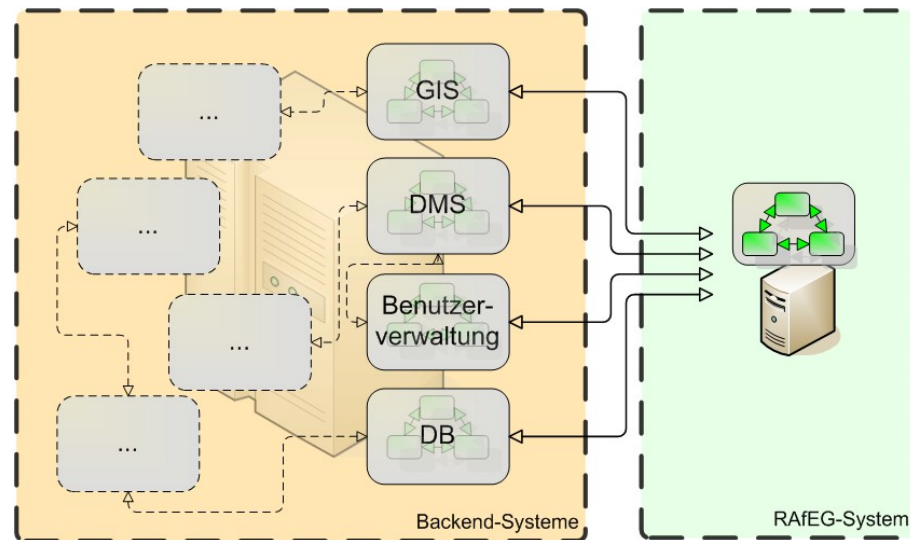 GIS
...
DMS
...
Benutzer-
verwaltung
...
...
DB
Backend-Systeme
RAfEG-System